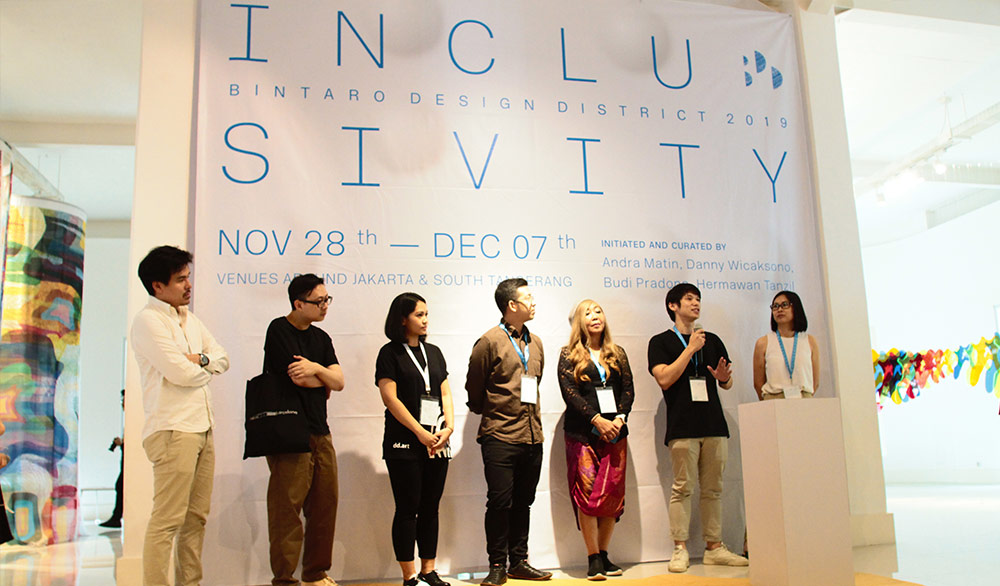 INCLU
BINTARO DESIGN DISTRICT 2019
SIVITY
NOV 28 th — DEC 07 th
VENUES JAKARTA & SOUTH
INITIATED AND CURATED BY
Andra Matin, Danny Wicaksono,
Budi Pradono, Hermawan Tanzil
dd.art